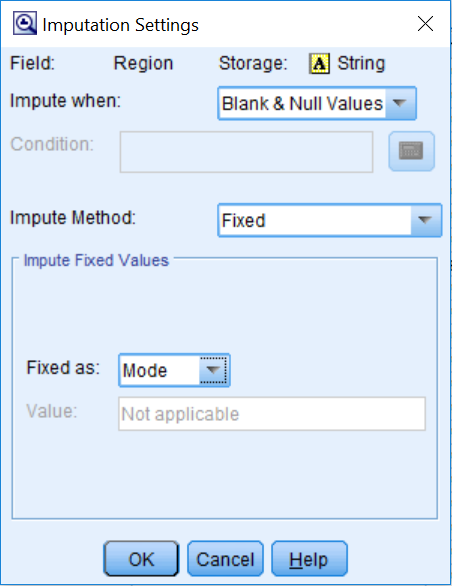 Imputation Settings
Field: Region Storage: A String
Impute when: Blank & Null Values
Condition:
Impute Method: Fixed
Impute Fixed Values
Fixed as: Mode
Value: Not applicable
OK Cancel Help